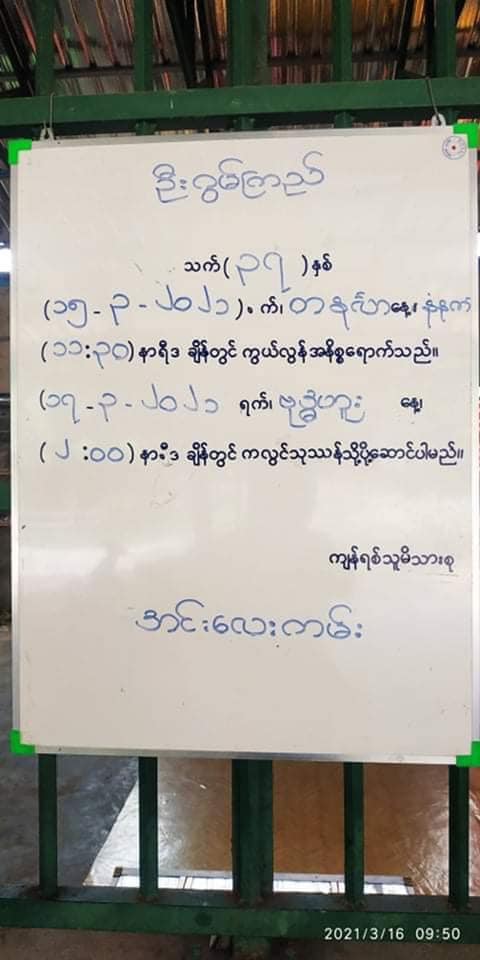 ဦးဂွမ်ကြည်
သက် ( ၃၇ ) နှစ်
(၁၅-၃-၂၀၂၁)ရက်၊ တနင်္လာနေ့၊ နံနက်
(၁၁:၃၀) နာရီဒ ချိန်တွင် ကွယ်လွန်အနိစ္စရောက်သည်။
(၁၇-၃-၂၀၂၁ ရက်၊ ဗုဒ္ဓဟူး နေ့၊
(၂:၀၀) နာရီဒ ချိန်တွင် ကလွင်သုဿန်သို့ပို့ဆောင်ပါမည်။
ကျန်ရစ်သူမိသားစု
အင်းလေးကမ်း
2021/3/16 09:50